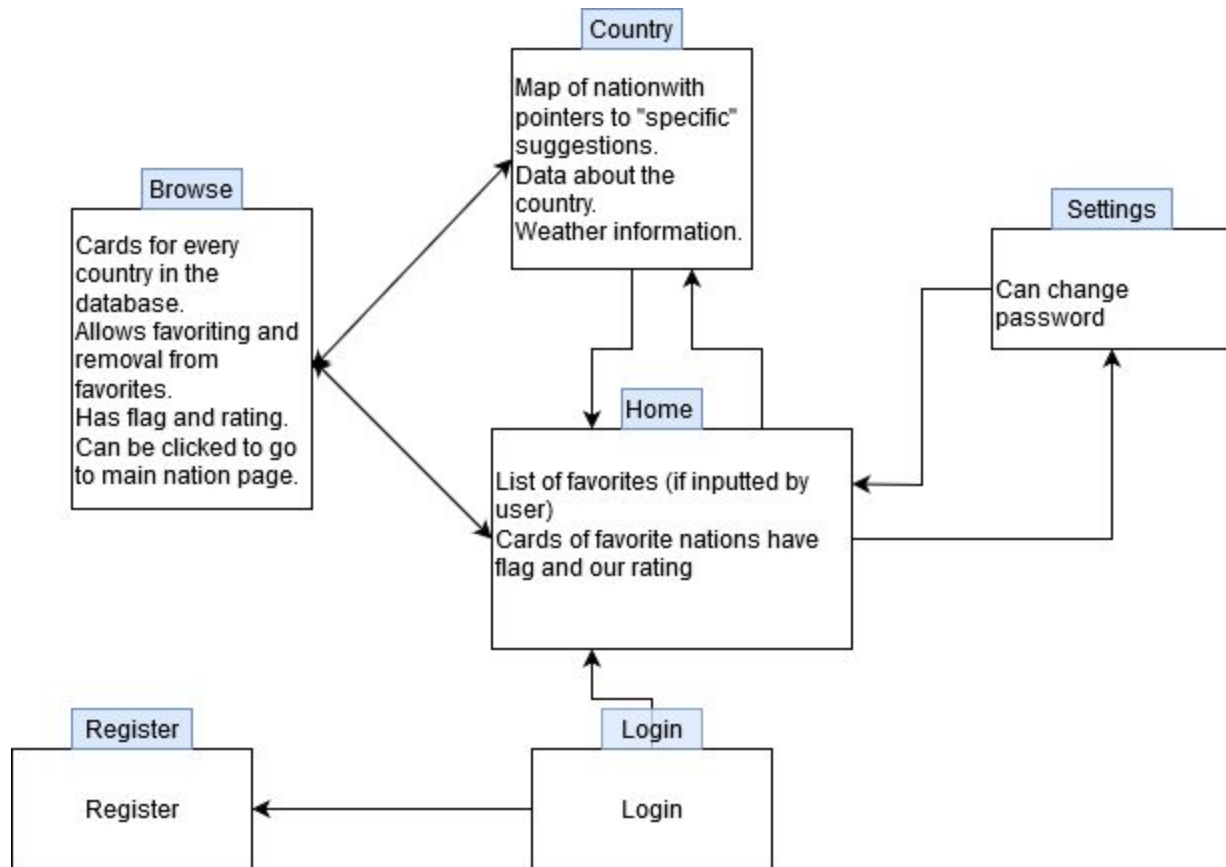 Country
Map of nationwith
pointers to "specific"
suggestions.
Data about the
country.
Weather information.
Browse
Cards for every
country in the
database.
Allows favoriting and
removal from
favorites.
Has flag and rating.
Can be clicked to go
to main nation page.
Settings
Can change
password
Home
List of favorites (if inputted by
user)
Cards of favorite nations have
flag and our rating
Register
Register
Login
Login